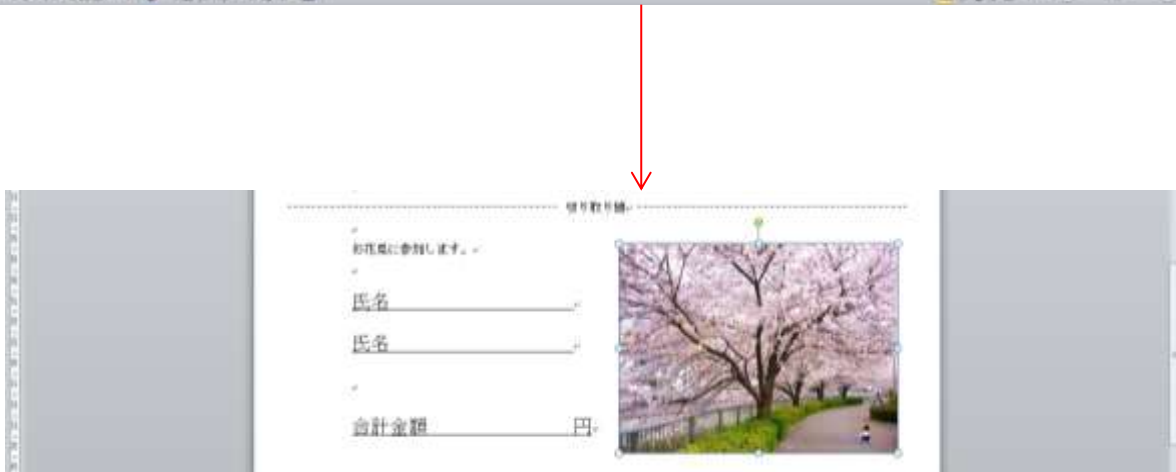 切り取り線
お花見に参加します。
氏名
氏名
合計金額 円